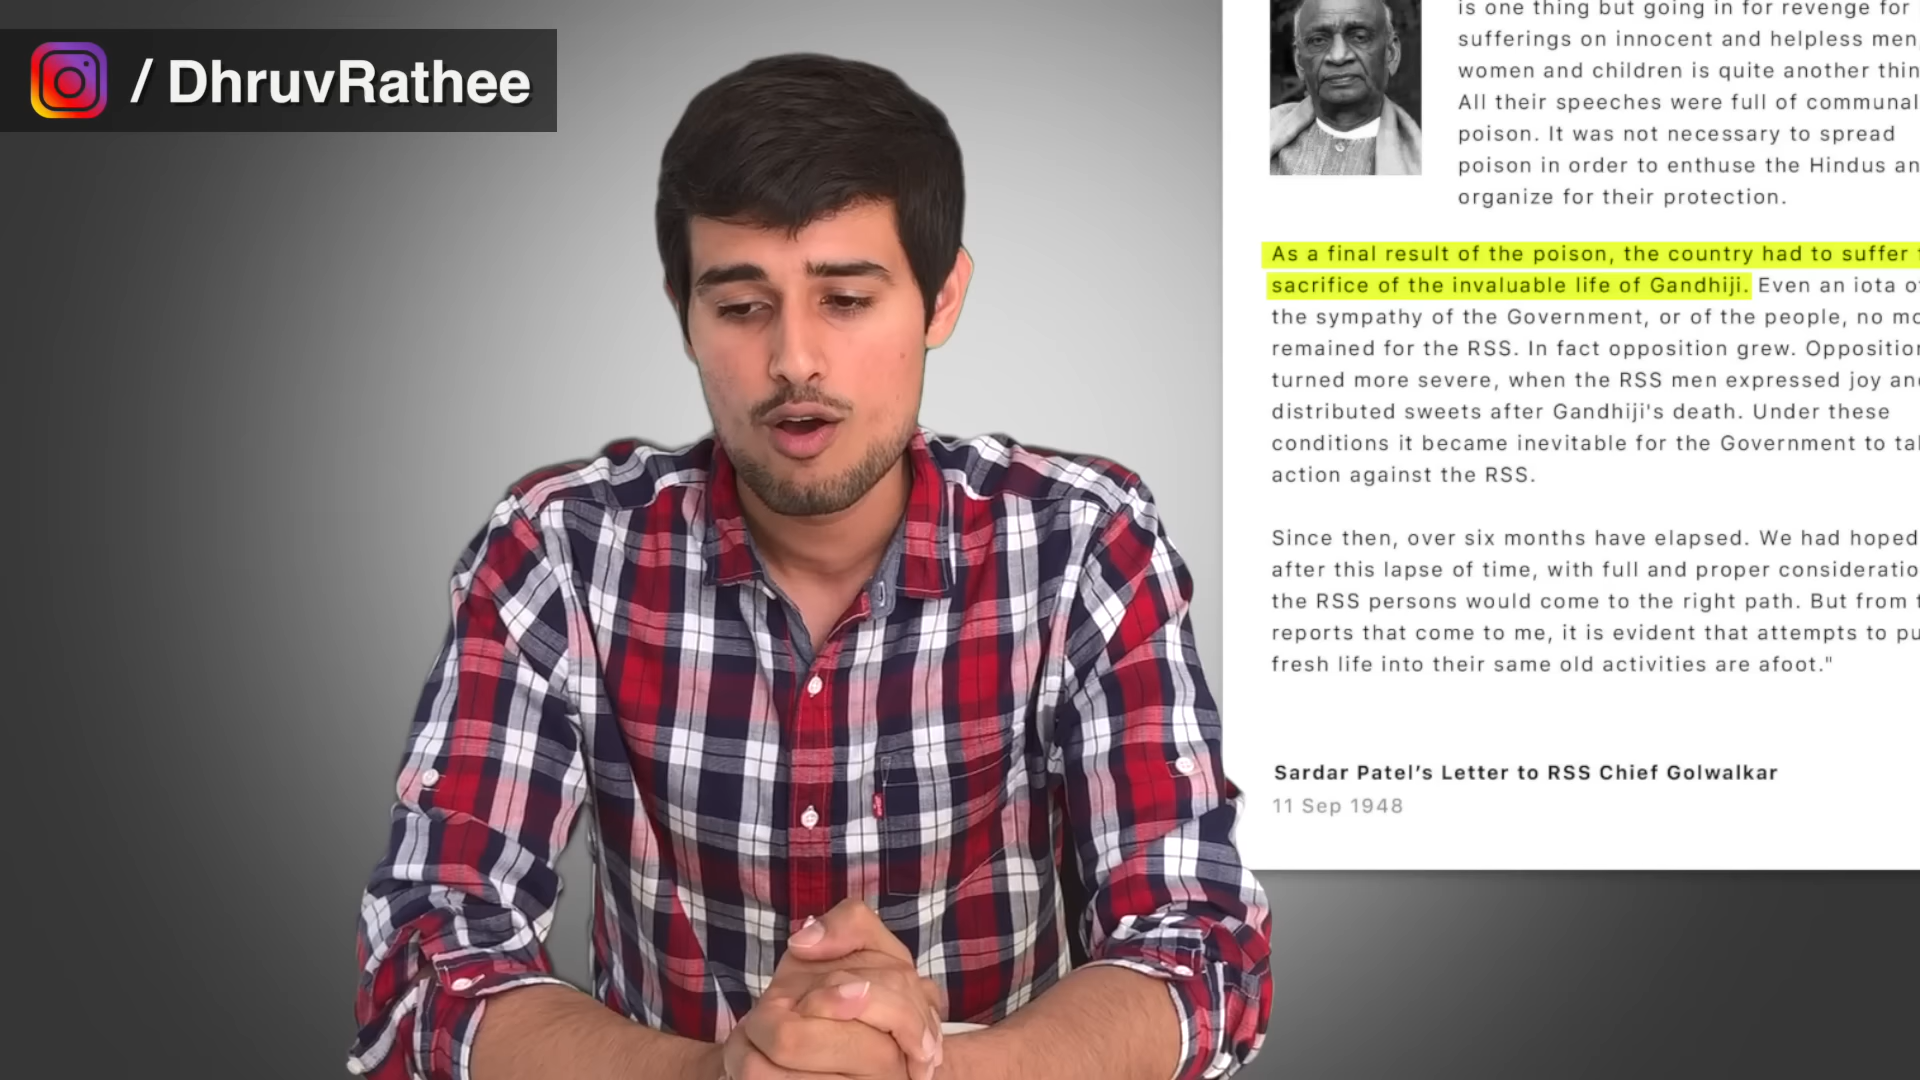 / DhruvRathee
is one thing but going in for revenge for
sufferings on innocent and helpless men
women and children is quite another thin
All their speeches were full of communal
poison. It was not necessary to spread
poison in order to enthuse the Hindus an
organize for their protection.
As a final result of the poison, the country had to suffer
sacrifice of the invaluable life of Gandhiji. Even an iota o
the sympathy of the Government, or of the people, no mo
remained for the RSS. In fact opposition grew. Opposition
turned more severe, when the RSS men expressed joy and
distributed sweets after Gandhiji's death. Under these
conditions it became inevitable for the Government to tak
action against the RSS.
Since then, over six months have elapsed. We had hoped
after this lapse of time, with full and proper consideratio
the RSS persons would come to the right path. But from
reports that come to me, it is evident that attempts to pu
fresh life into their same old activities are afoot."
Sardar Patel’s Letter to RSS Chief Golwalkar
11 Sep 1948